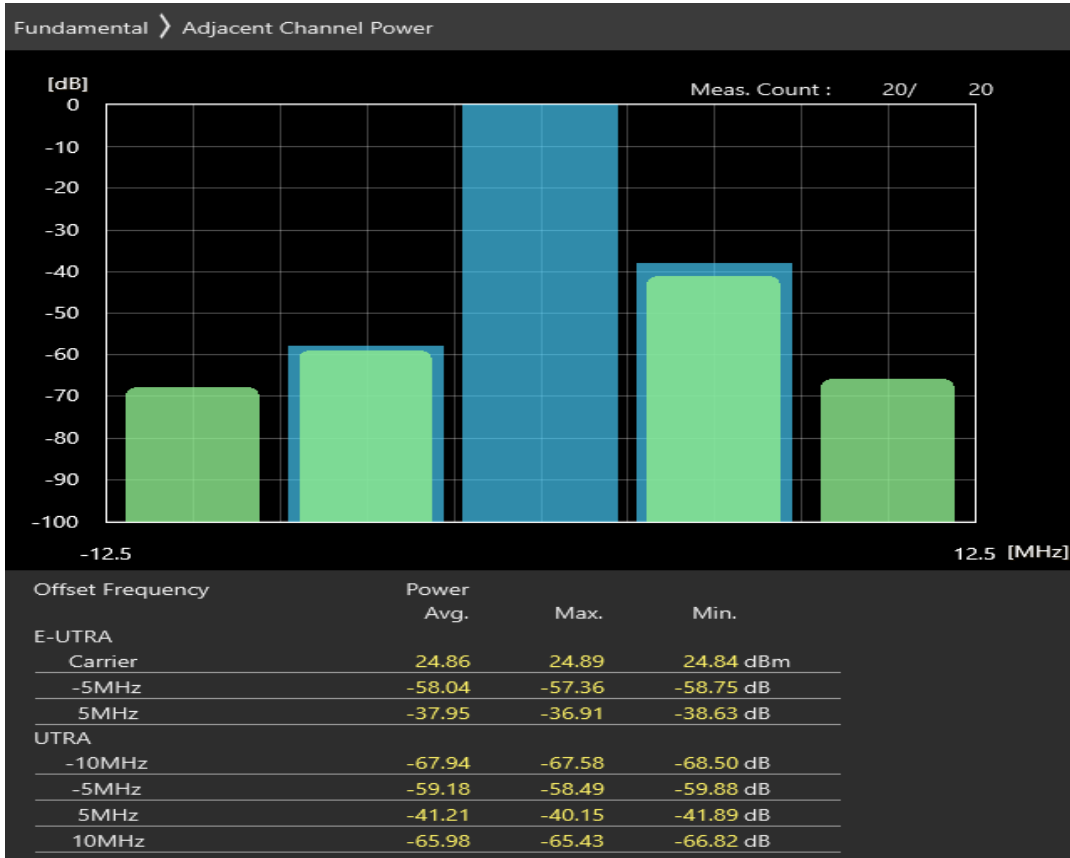 Fundamental 〉 Adjacent Channel Power
[dB]
Meas. Count : 20/ 20
0
-10
-20
-30
-40
-50
-60
-70
-80
-90
-100
-12.5 12.5 [MHz]
Offset Frequency Power
Avg. Max. Min.
E-UTRA
Carrier 24.86 24.89 24.84 dBm
-5MHz -58.04 -57.36 -58.75 dB
5MHz -37.95 -36.91 -38.63 dB
UTRA
-10MHz -67.94 -67.58 -68.50 dB
-5MHz -59.18 -58.49 -59.88 dB
5MHz -41.21 -40.15 -41.89 dB
10MHz -65.98 -65.43 -66.82 dB